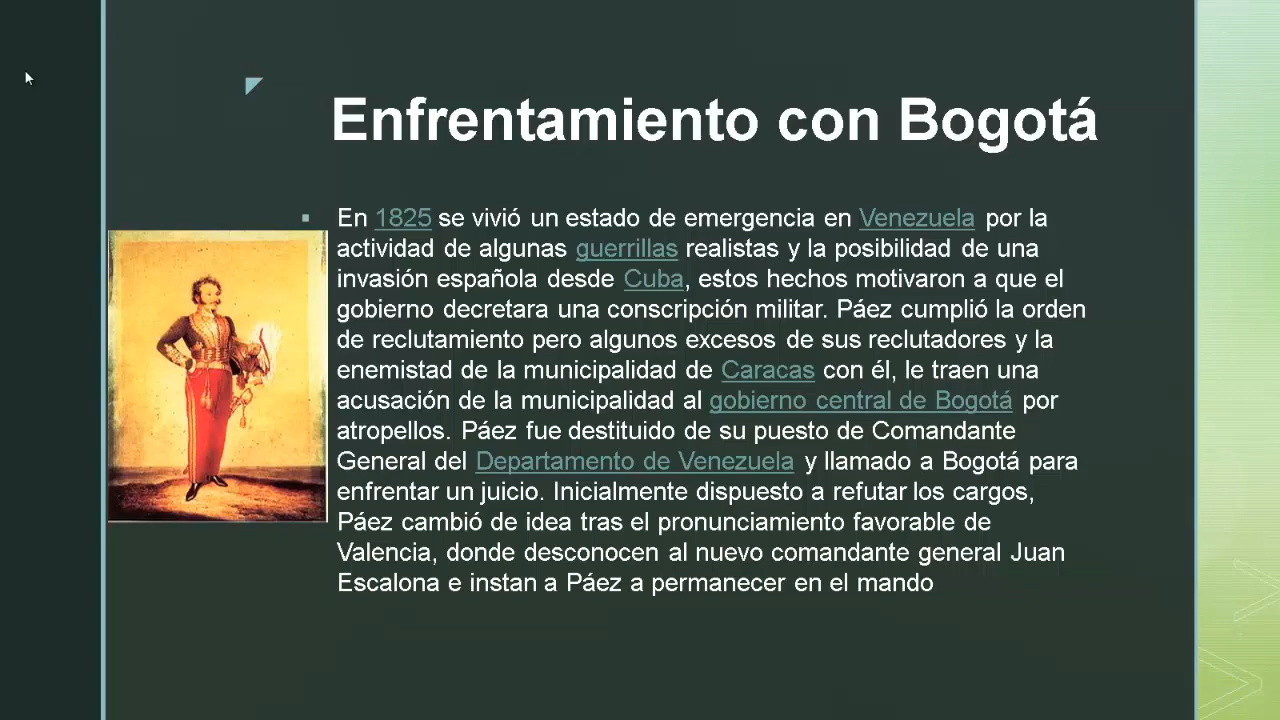 Enfrentamiento con Bogotá
En 1825 se vivió un estado de emergencia en Venezuela por la
actividad de algunas guerrillas realistas y la posibilidad de una
invasión española desde Cuba, estos hechos motivaron a que el
gobierno decretara una conscripción militar. Páez cumplió la orden
de reclutamiento pero algunos excesos de sus reclutadores y la
enemistad de la municipalidad de Caracas con él, le traen una
acusación de la municipalidad al gobierno central de Bogotá por
atropellos. Páez fue destituido de su puesto de Comandante
General del Departamento de Venezuela y llamado a Bogotá para
enfrentar un juicio. Inicialmente dispuesto a refutar los cargos,
Páez cambió de idea tras el pronunciamiento favorable de
Valencia, donde desconocen al nuevo comandante general Juan
Escalona e instan a Páez a permanecer en el mando